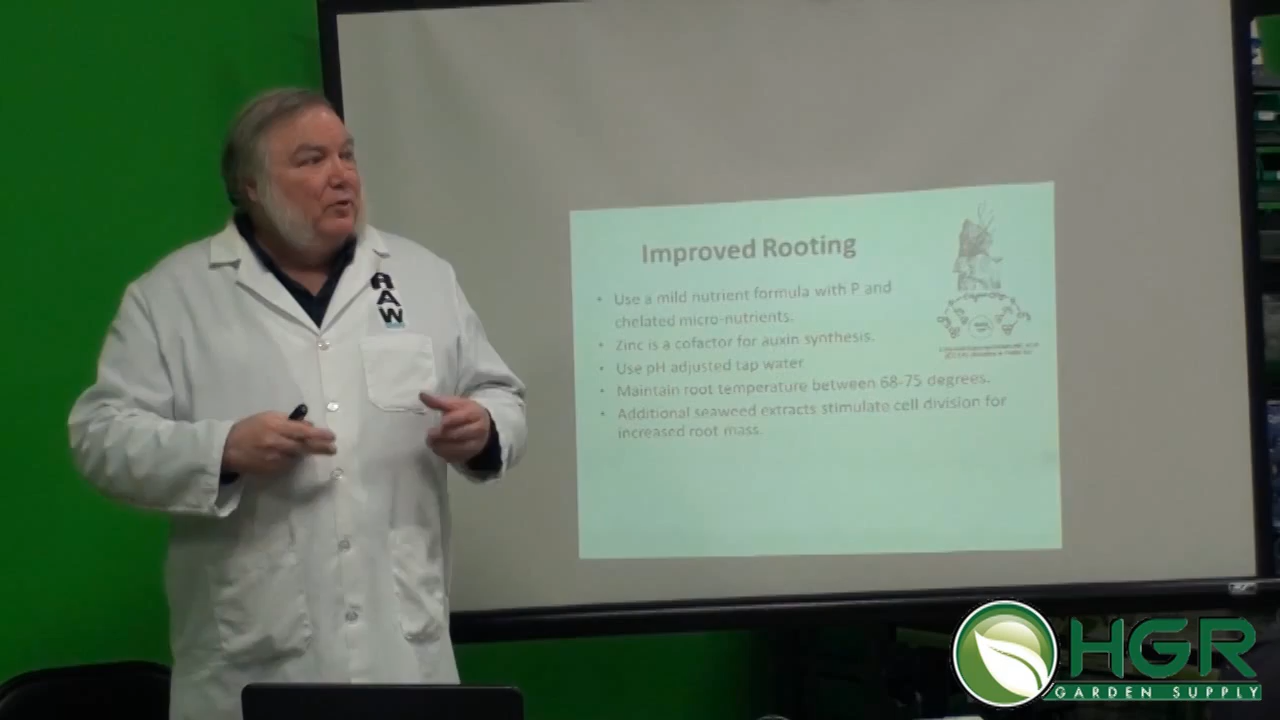 RAW
Improved Rooting
• Use a mild nutrient formula with P and
chelated micro-nutrients.
• Zinc is a cofactor for auxin synthesis.
• Use pH adjusted tap water
• Maintain root temperature between 68-75 degrees.
• Additional seaweed extracts stimulate cell division for
increased root mass.
HGR
GARDEN SUPPLY